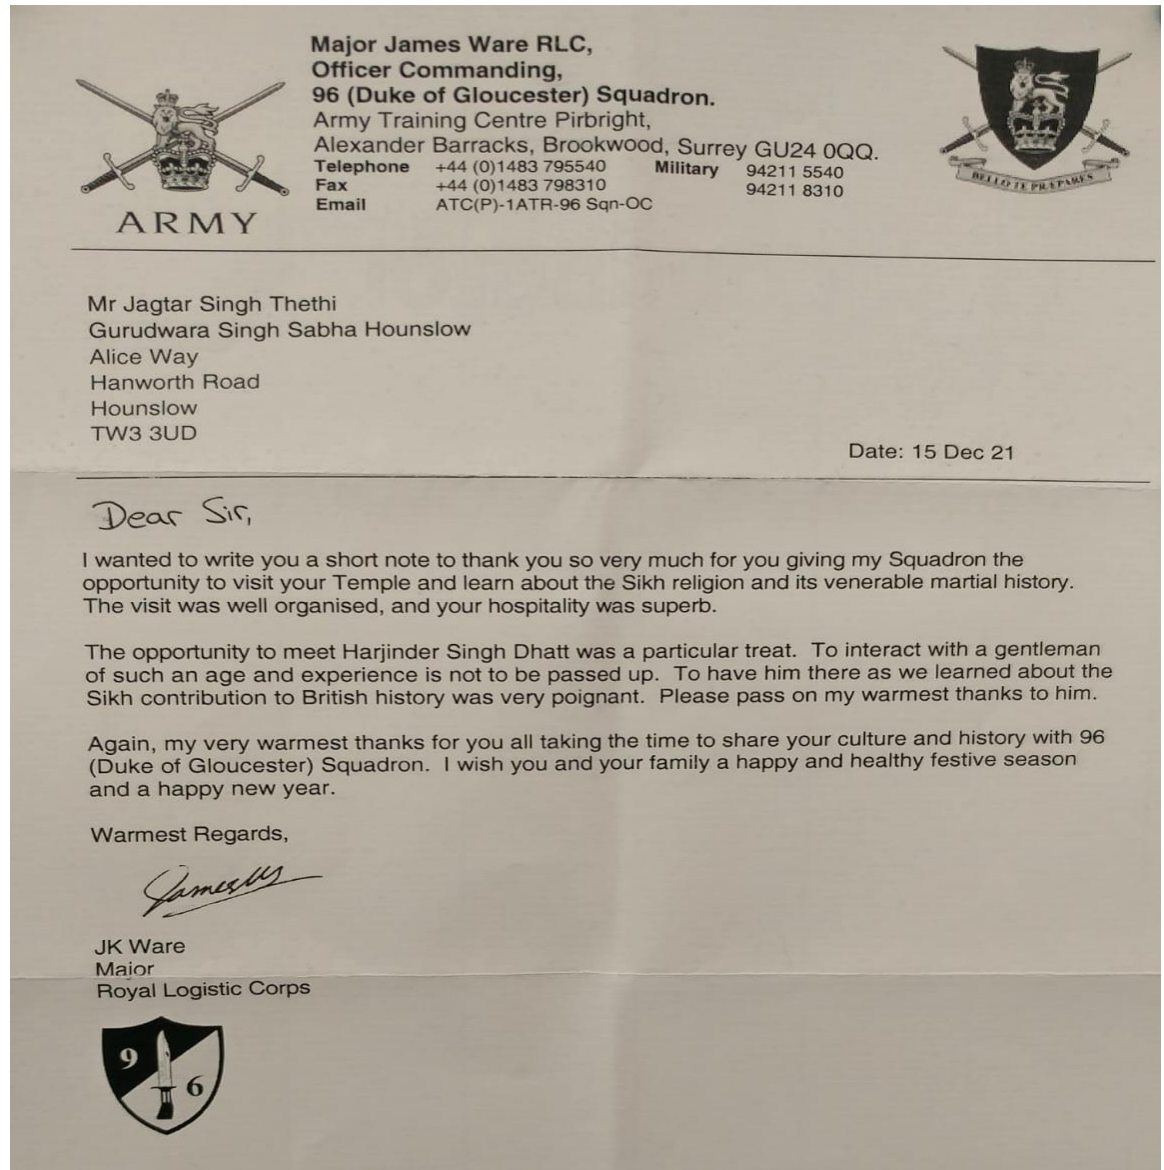 Major James Ware RLC,
Officer Commanding,
96 (Duke of Gloucester) Squadron.
Army Training Centre Pirbright,
Alexander Barracks, Brookwood, Surrey GU24 0QQ.
Telephone +44 (0)1483 795540 Military 94211 5540
Fax +44 (0)1483 798310 94211 8310
Email ATC(P)-1ATR-96 Sqn-OC
ARMY
BELLO TE PRÆPARES
Mr Jagtar Singh Thethi
Gurudwara Singh Sabha Hounslow
Alice Way
Hanworth Road
Hounslow
TW3 3UD
Date: 15 Dec 21
Dear Sir,
I wanted to write you a short note to thank you so very much for you giving my Squadron the
opportunity to visit your Temple and learn about the Sikh religion and its venerable martial history.
The visit was well organised, and your hospitality was superb.
The opportunity to meet Harjinder Singh Dhatt was a particular treat. To interact with a gentleman
of such an age and experience is not to be passed up. To have him there as we learned about the
Sikh contribution to British history was very poignant. Please pass on my warmest thanks to him.
Again, my very warmest thanks for you all taking the time to share your culture and history with 96
(Duke of Gloucester) Squadron. I wish you and your family a happy and healthy festive season
and a happy new year.
Warmest Regards,
JK Ware
Major
Royal Logistic Corps
9
6